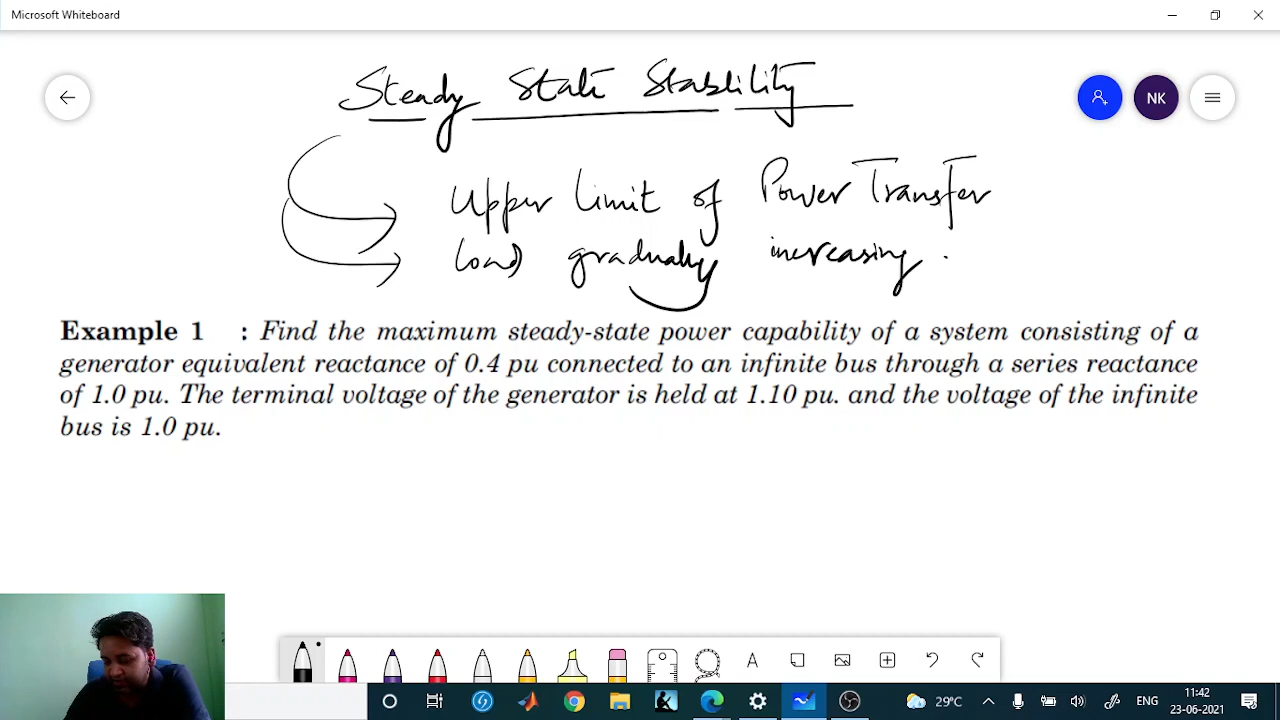 Microsoft Whiteboard
Steady State Stability
NK
Upper Limit of Power Transfer
load gradually increasing.
Example 1 : Find the maximum steady-state power capability of a system consisting of a
generator equivalent reactance of 0.4 pu connected to an infinite bus through a series reactance
of 1.0 pu. The terminal voltage of the generator is held at 1.10 pu. and the voltage of the infinite
bus is 1.0 pu.
29°C
ENG
11:42
23-06-2021